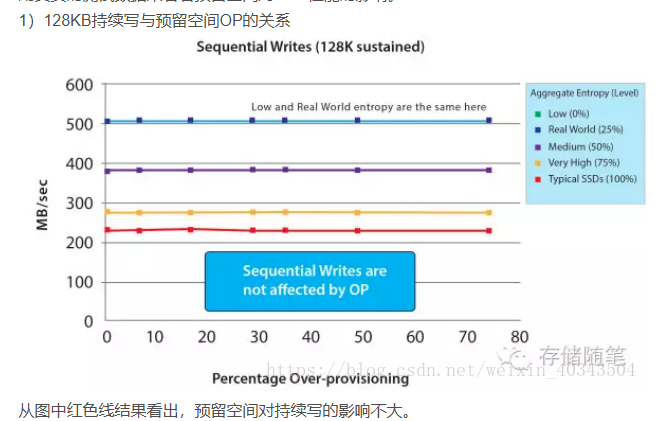 1）128KB持续写与预留空间OP的关系
Sequential Writes (128K sustained)
600
500
400
300
200
100
0
MB/sec
Low and Real World entropy are the same here
Aggregate Entropy (Level)
Low (0%)
Real World (25%)
Medium (50%)
Very High (75%)
Typical SSDs (100%)
Sequential Writes are
not affected by OP
0 10 20 30 40 50 60 70 80
存储随笔
https://blog.csdn.net/weixin_40343504
Percentage Over-provisioning
从图中红色线结果看出，预留空间对持续写的影响不大。